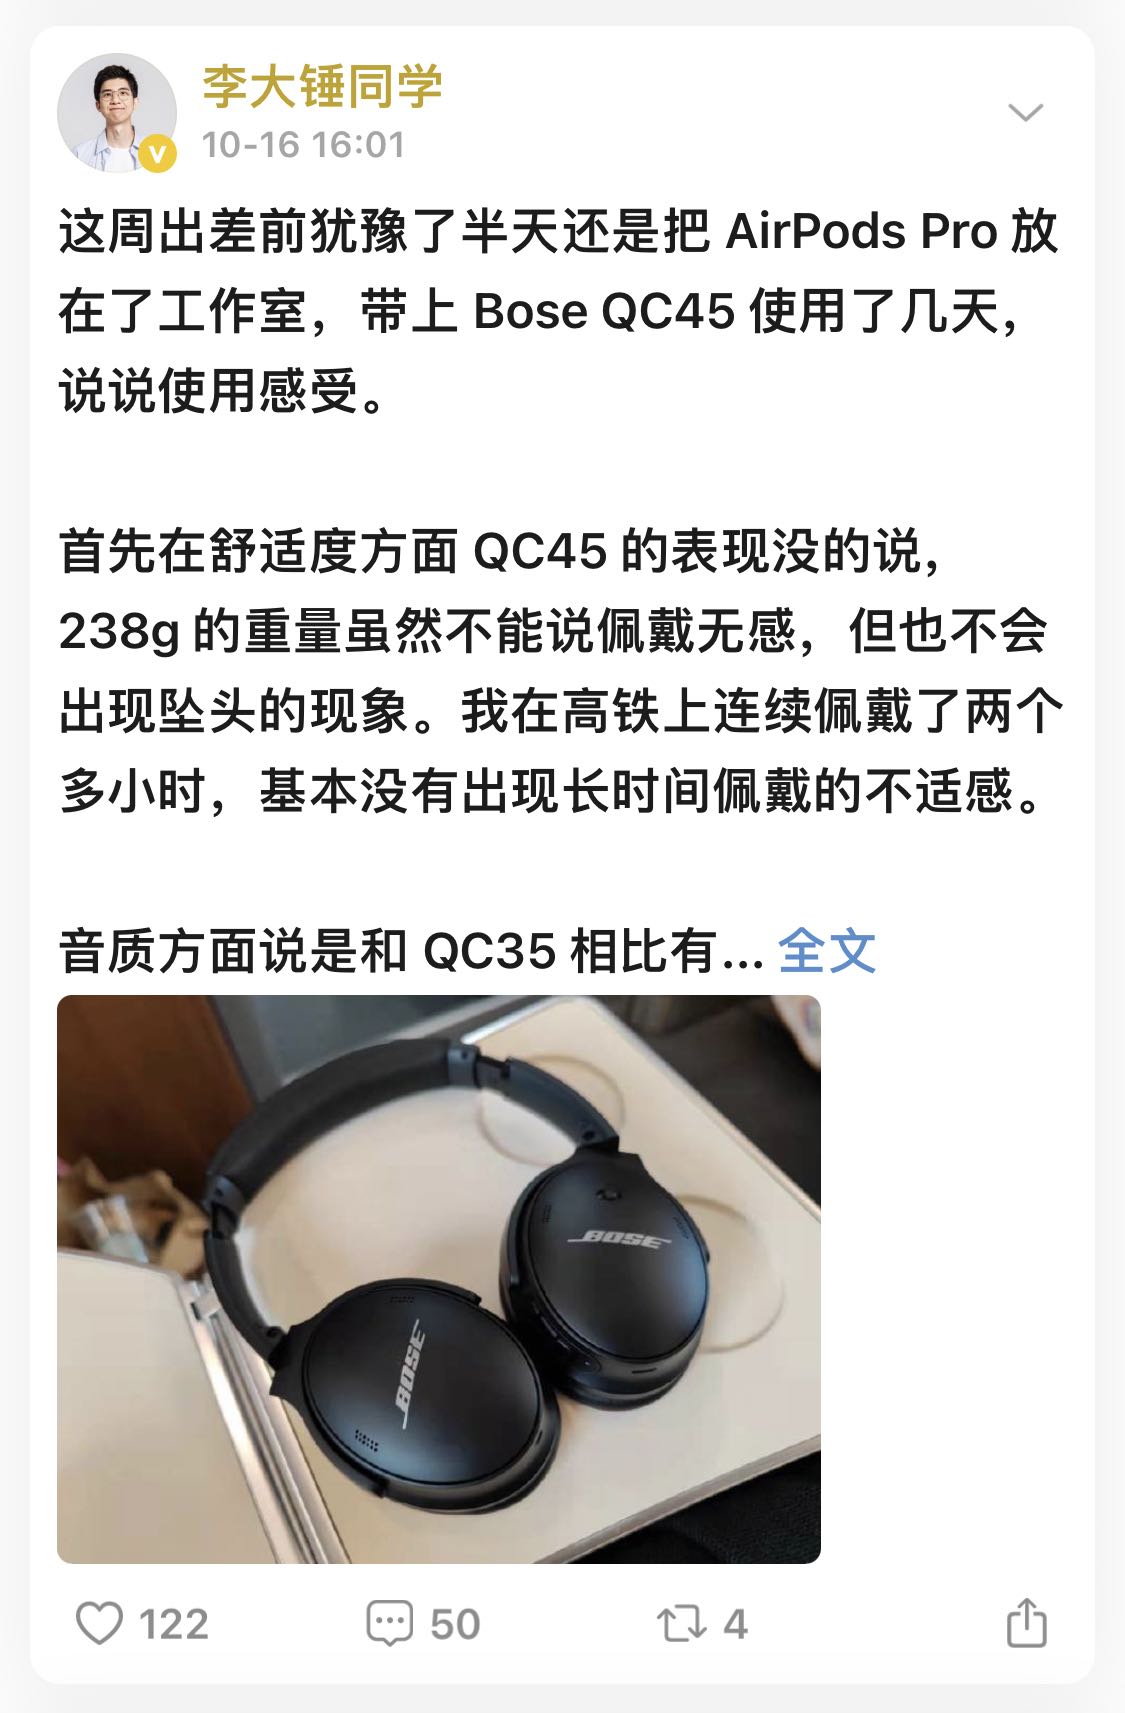 李大锤同学
V
10-16 16:01
这周出差前犹豫了半天还是把 AirPods Pro 放
在了工作室，带上 Bose QC45 使用了几天，
说说使用感受。
首先在舒适度方面 QC45 的表现没的说，
238g 的重量虽然不能说佩戴无感，但也不会
出现坠头的现象。我在高铁上连续佩戴了两个
多小时，基本没有出现长时间佩戴的不适感。
音质方面说是和 QC35 相比有... 全文
BOSE
BOSE
122
50
4